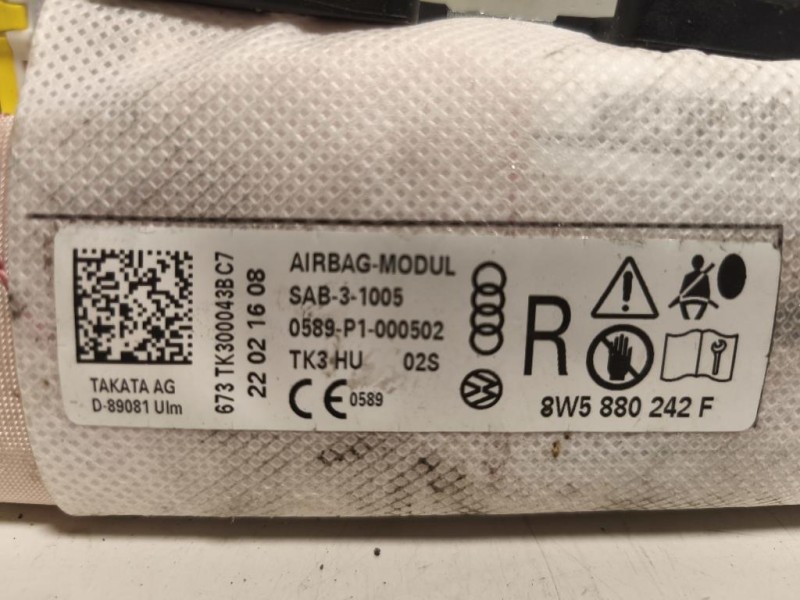 AIRBAG-MODUL
SAB-3-1005
0589-P1-000502
TK3 HU 02S
CE 0589
TAKATA AG
D-89081 Ulm
673 TK300043BC7
22 02 16 08
R
8W5 880 242 F